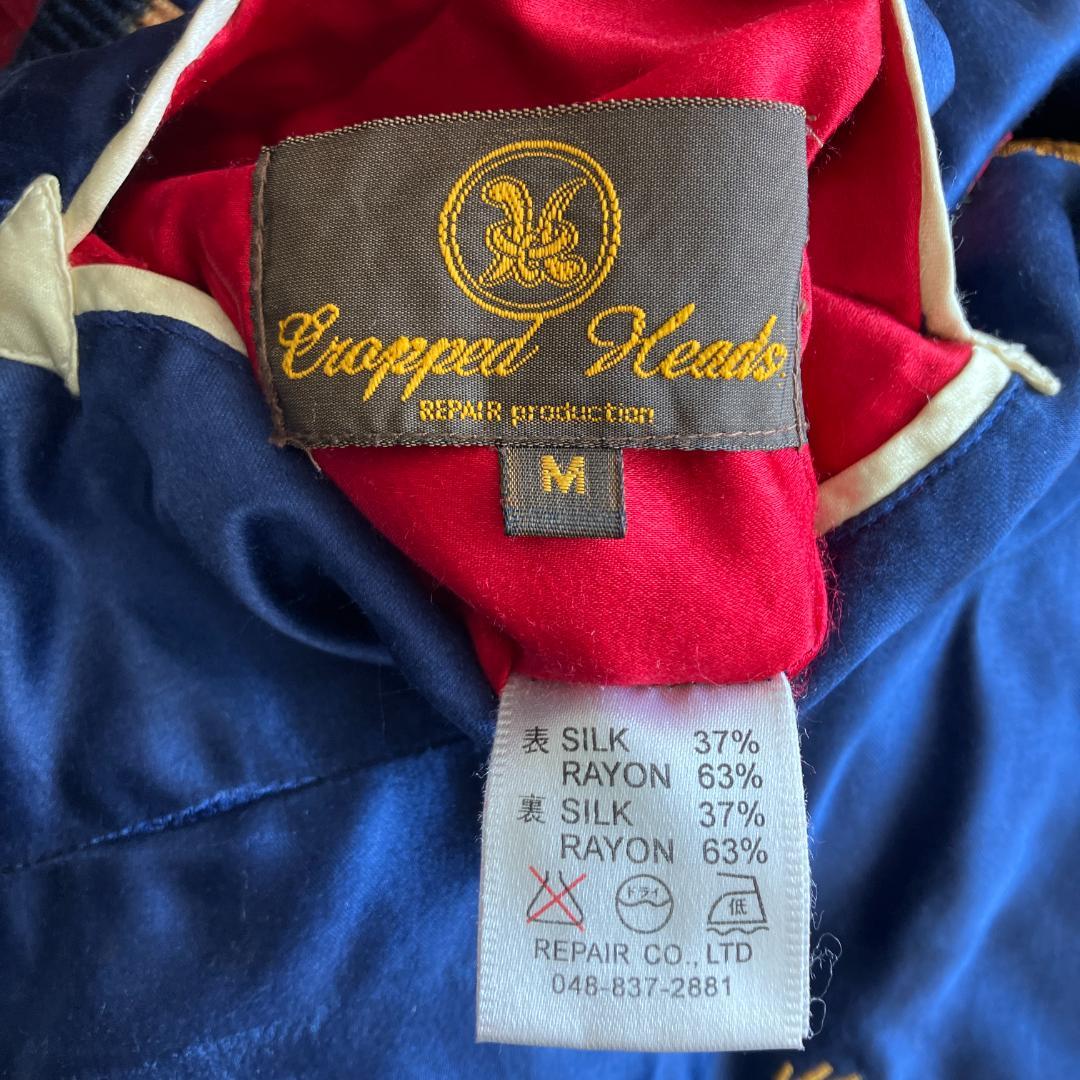 Cropped Heads
REPAIR production
M
表 SILK 37%
RAYON 63%
裏 SILK 37%
RAYON 63%
ドライ
低
REPAIR CO., LTD
048-837-2881